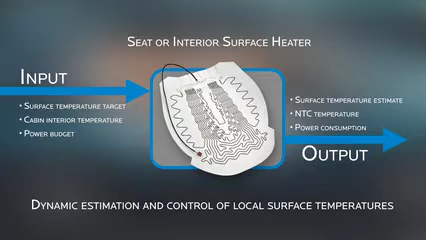 Seat or Interior Surface Heater
Input
• Surface temperature target
• Cabin interior temperature
• Power budget
• Surface temperature estimate
• NTC temperature
• Power consumption
Output
Dynamic estimation and control of local surface temperatures